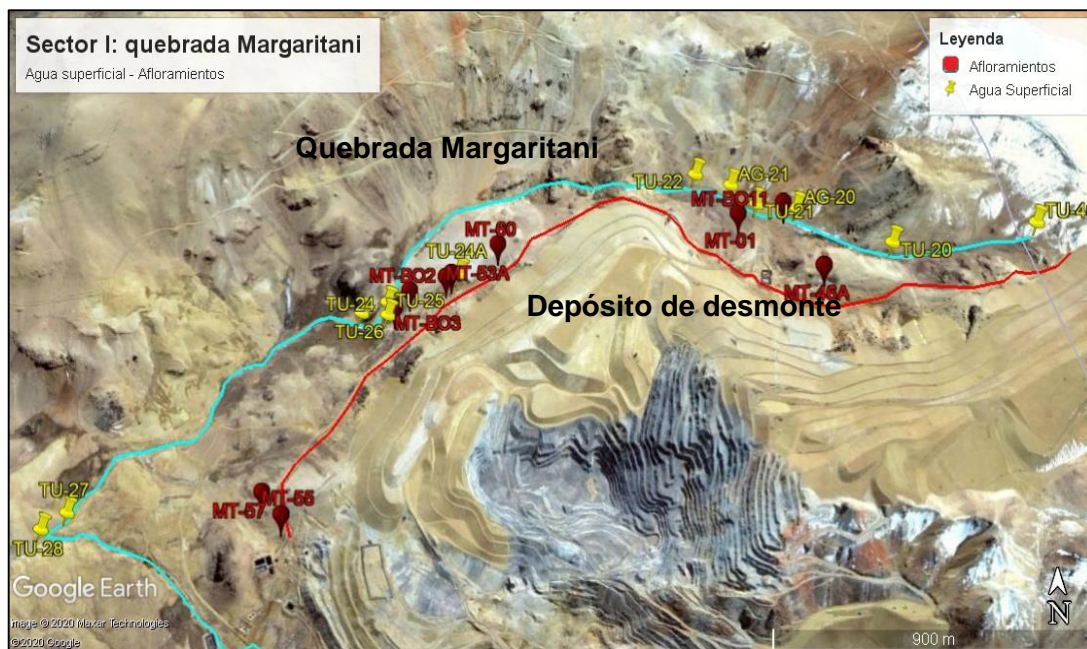 Sector I: quebrada Margaritani
Agua superficial - Afloramientos
Leyenda
Afloramientos
Agua Superficial
Quebrada Margaritani
TU-22
AG-21
MT-BO11
AG-20
TU-21
MT-01
TU-20
MT-60
TU-24A
MT-BO2
MT-53A
MT-46A
Depósito de desmonte
TU-24
TU-25
TU-26
MT-BO3
TU-27
MT-57
MT-55
TU-28
Google Earth
Image © 2020 Maxar Technologies
©2020 Google
N
900 m